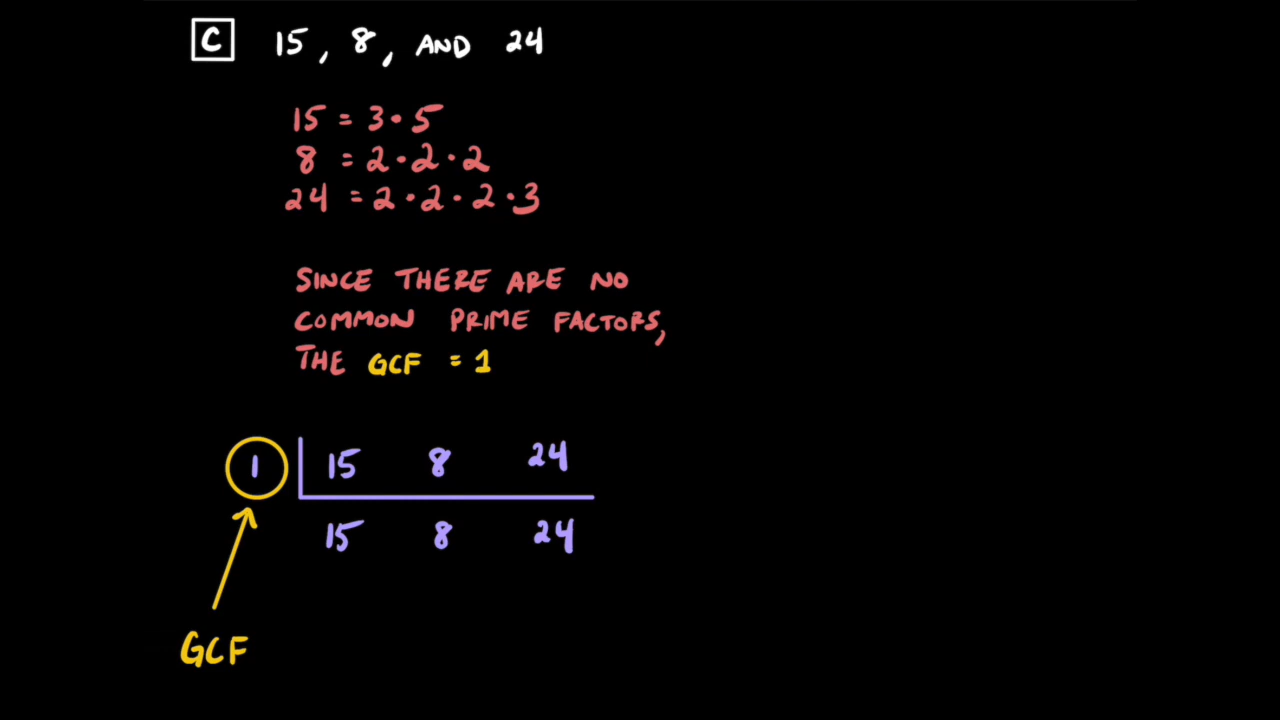 C 15, 8, AND 24
15 = 3 · 5
8 = 2 · 2 · 2
24 = 2 · 2 · 2 · 3
SINCE THERE ARE NO
COMMON PRIME FACTORS,
THE GCF = 1
1 15 8 24
15 8 24
GCF